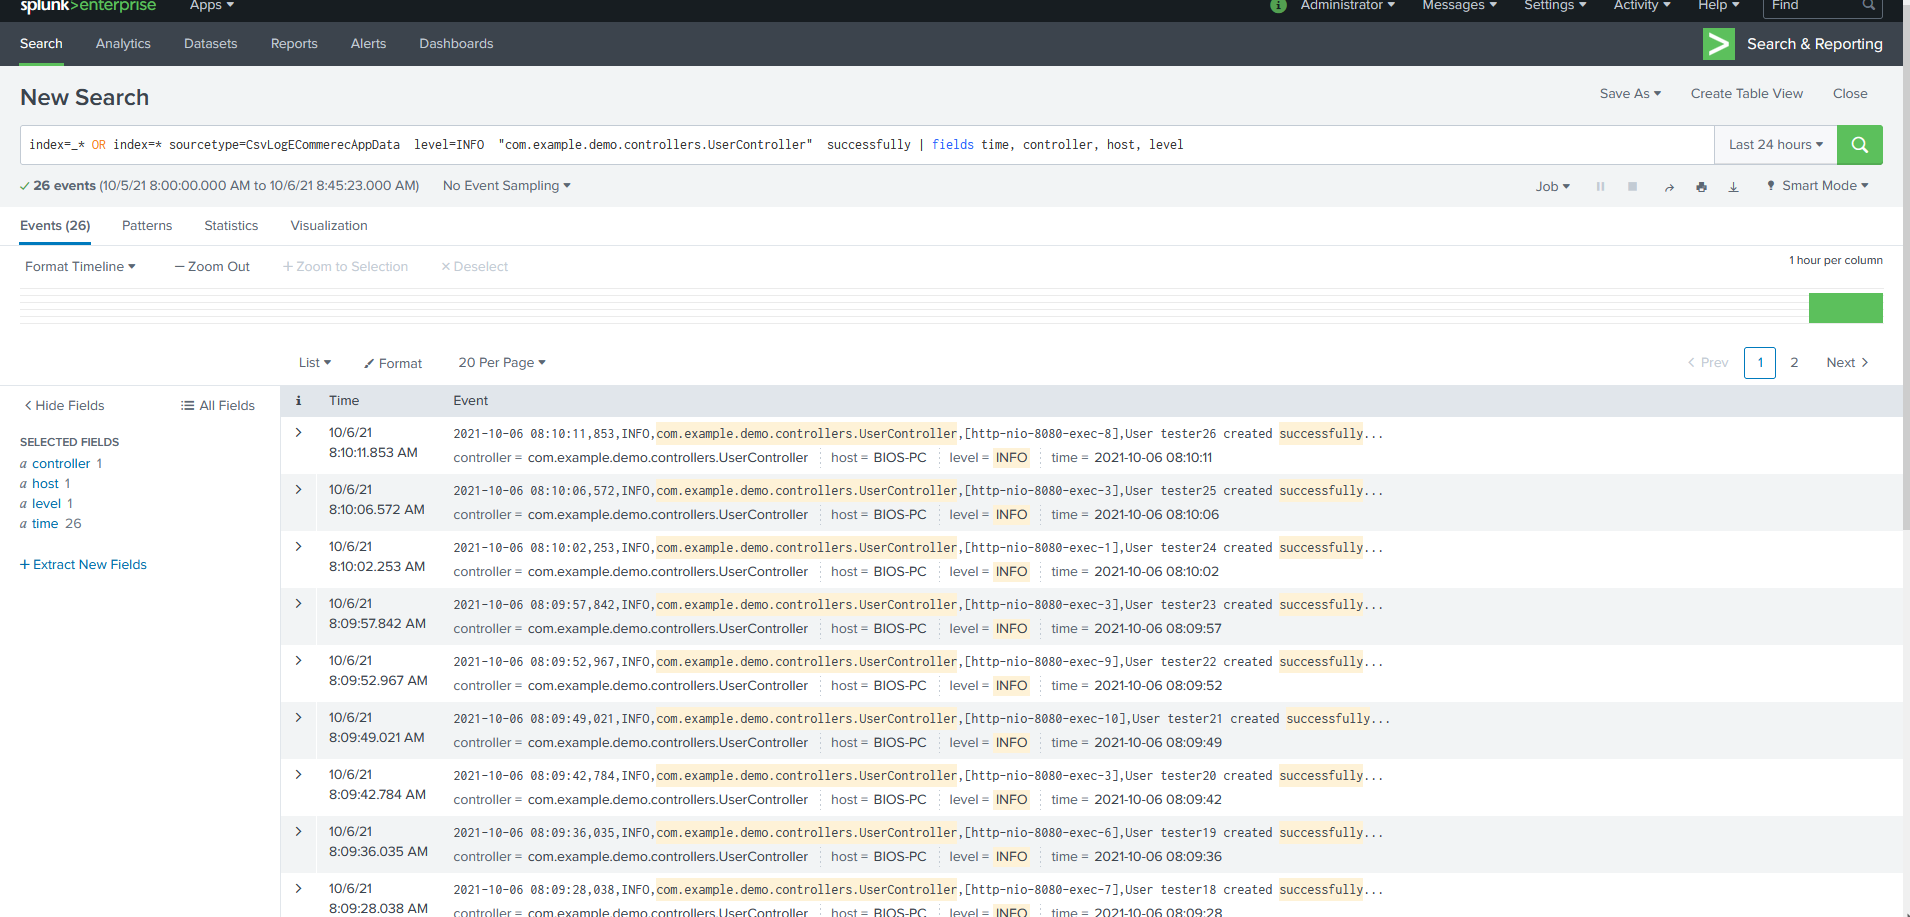 splunk>enterprise Apps ▾ i Administrator ▾ Messages ▾ Settings ▾ Activity ▾ Help ▾ Find
Search Analytics Datasets Reports Alerts Dashboards > Search & Reporting
New Search Save As ▾ Create Table View Close
index=_* OR index=* sourcetype=CsvLogECommerecAppData level=INFO "com.example.demo.controllers.UserController" successfully | fields time, controller, host, level Last 24 hours ▾
✓ 26 events (10/5/21 8:00:00.000 AM to 10/6/21 8:45:23.000 AM) No Event Sampling ▾ Job ▾ Smart Mode ▾
Events (26) Patterns Statistics Visualization
Format Timeline ▾ — Zoom Out + Zoom to Selection × Deselect 1 hour per column
List ▾ Format 20 Per Page ▾ < Prev 1 2 Next >
< Hide Fields All Fields
SELECTED FIELDS
a controller 1
a host 1
a level 1
a time 26
+ Extract New Fields
i Time Event
> 10/6/21 8:10:11.853 AM
2021-10-06 08:10:11,853,INFO,com.example.demo.controllers.UserController,[http-nio-8080-exec-8],User tester26 created successfully...
controller = com.example.demo.controllers.UserController host = BIOS-PC level = INFO time = 2021-10-06 08:10:11
> 10/6/21 8:10:06.572 AM
2021-10-06 08:10:06,572,INFO,com.example.demo.controllers.UserController,[http-nio-8080-exec-3],User tester25 created successfully...
controller = com.example.demo.controllers.UserController host = BIOS-PC level = INFO time = 2021-10-06 08:10:06
> 10/6/21 8:10:02.253 AM
2021-10-06 08:10:02,253,INFO,com.example.demo.controllers.UserController,[http-nio-8080-exec-1],User tester24 created successfully...
controller = com.example.demo.controllers.UserController host = BIOS-PC level = INFO time = 2021-10-06 08:10:02
> 10/6/21 8:09:57.842 AM
2021-10-06 08:09:57,842,INFO,com.example.demo.controllers.UserController,[http-nio-8080-exec-3],User tester23 created successfully...
controller = com.example.demo.controllers.UserController host = BIOS-PC level = INFO time = 2021-10-06 08:09:57
> 10/6/21 8:09:52.967 AM
2021-10-06 08:09:52,967,INFO,com.example.demo.controllers.UserController,[http-nio-8080-exec-9],User tester22 created successfully...
controller = com.example.demo.controllers.UserController host = BIOS-PC level = INFO time = 2021-10-06 08:09:52
> 10/6/21 8:09:49.021 AM
2021-10-06 08:09:49,021,INFO,com.example.demo.controllers.UserController,[http-nio-8080-exec-10],User tester21 created successfully...
controller = com.example.demo.controllers.UserController host = BIOS-PC level = INFO time = 2021-10-06 08:09:49
> 10/6/21 8:09:42.784 AM
2021-10-06 08:09:42,784,INFO,com.example.demo.controllers.UserController,[http-nio-8080-exec-3],User tester20 created successfully...
controller = com.example.demo.controllers.UserController host = BIOS-PC level = INFO time = 2021-10-06 08:09:42
> 10/6/21 8:09:36.035 AM
2021-10-06 08:09:36,035,INFO,com.example.demo.controllers.UserController,[http-nio-8080-exec-6],User tester19 created successfully...
controller = com.example.demo.controllers.UserController host = BIOS-PC level = INFO time = 2021-10-06 08:09:36
> 10/6/21 8:09:28.038 AM
2021-10-06 08:09:28,038,INFO,com.example.demo.controllers.UserController,[http-nio-8080-exec-7],User tester18 created successfully...
controller = com.example.demo.controllers.UserController host = BIOS-PC level = INFO time = 2021-10-06 08:09:28